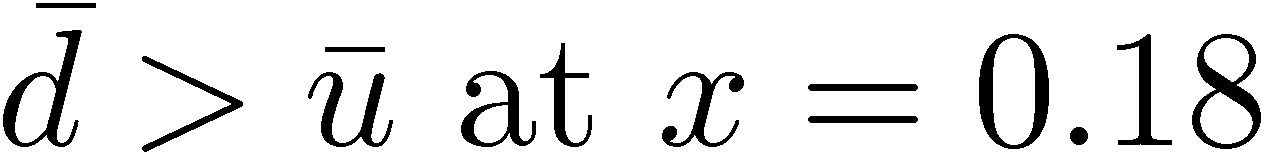 d̄ > ū at x = 0.18